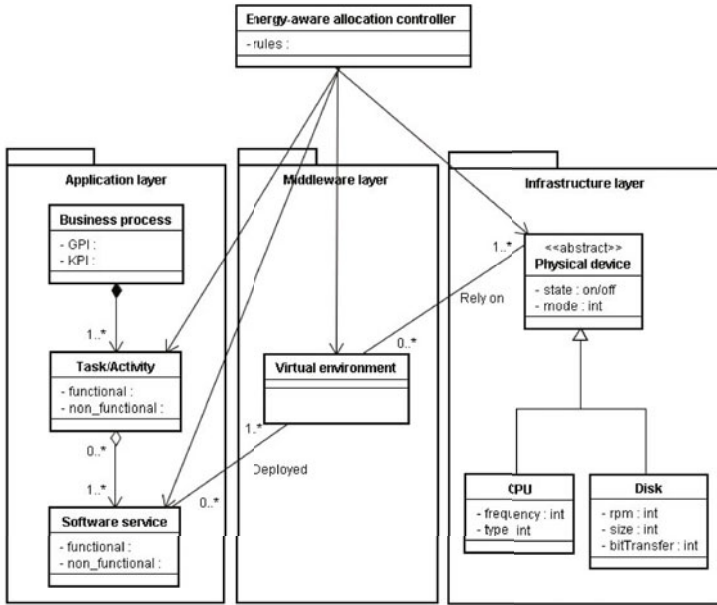 Energy-aware allocation controller
- rules :
Application layer
Middleware layer
Infrastructure layer
Business process
- GPI :
- KPI :
1..*
Task/Activity
- functional :
- non_functional :
0..*
1..*
Software service
- functional :
- non_functional :
Virtual environment
1..*
Deployed
0..*
1..*
Rely on
0..*
<<abstract>>
Physical device
- state : on/off
- mode : int
CPU
- frequency : int
- type : int
Disk
- rpm : int
- size : int
- bitTransfer : int